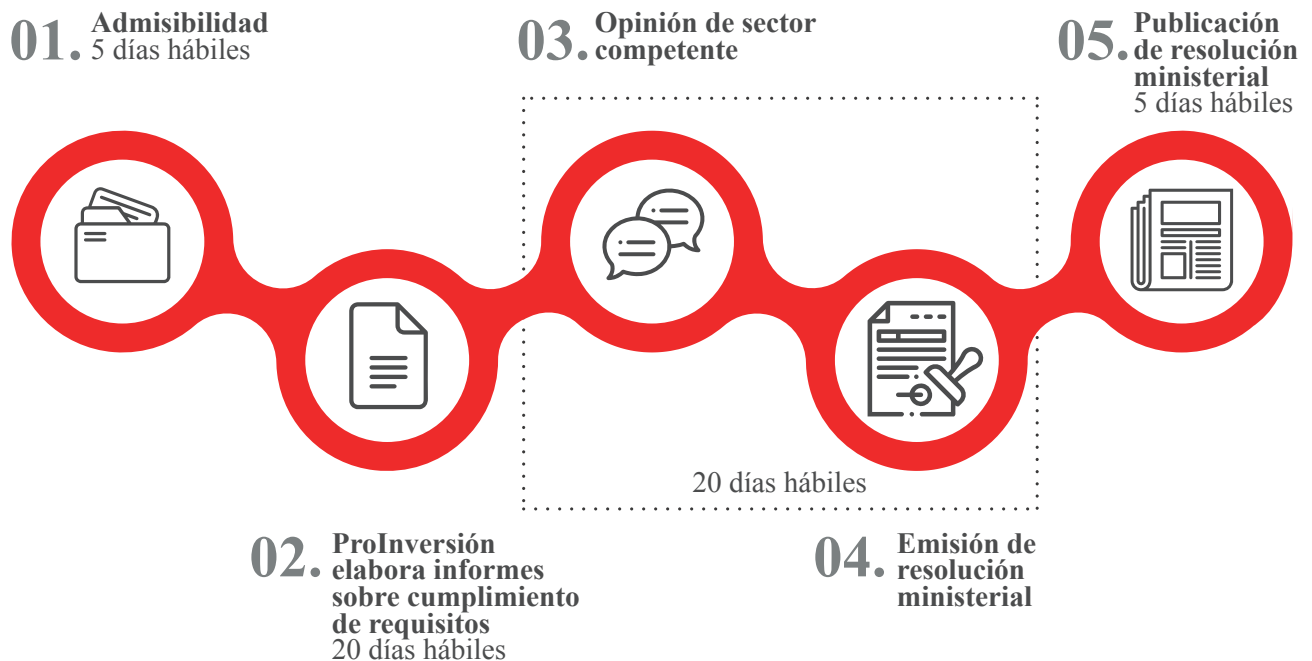 01. Admisibilidad
5 días hábiles
03. Opinión de sector
competente
05. Publicación
de resolución
ministerial
5 días hábiles
20 días hábiles
02. ProInversión
elabora informes
sobre cumplimiento
de requisitos
20 días hábiles
04. Emisión de
resolución
ministerial